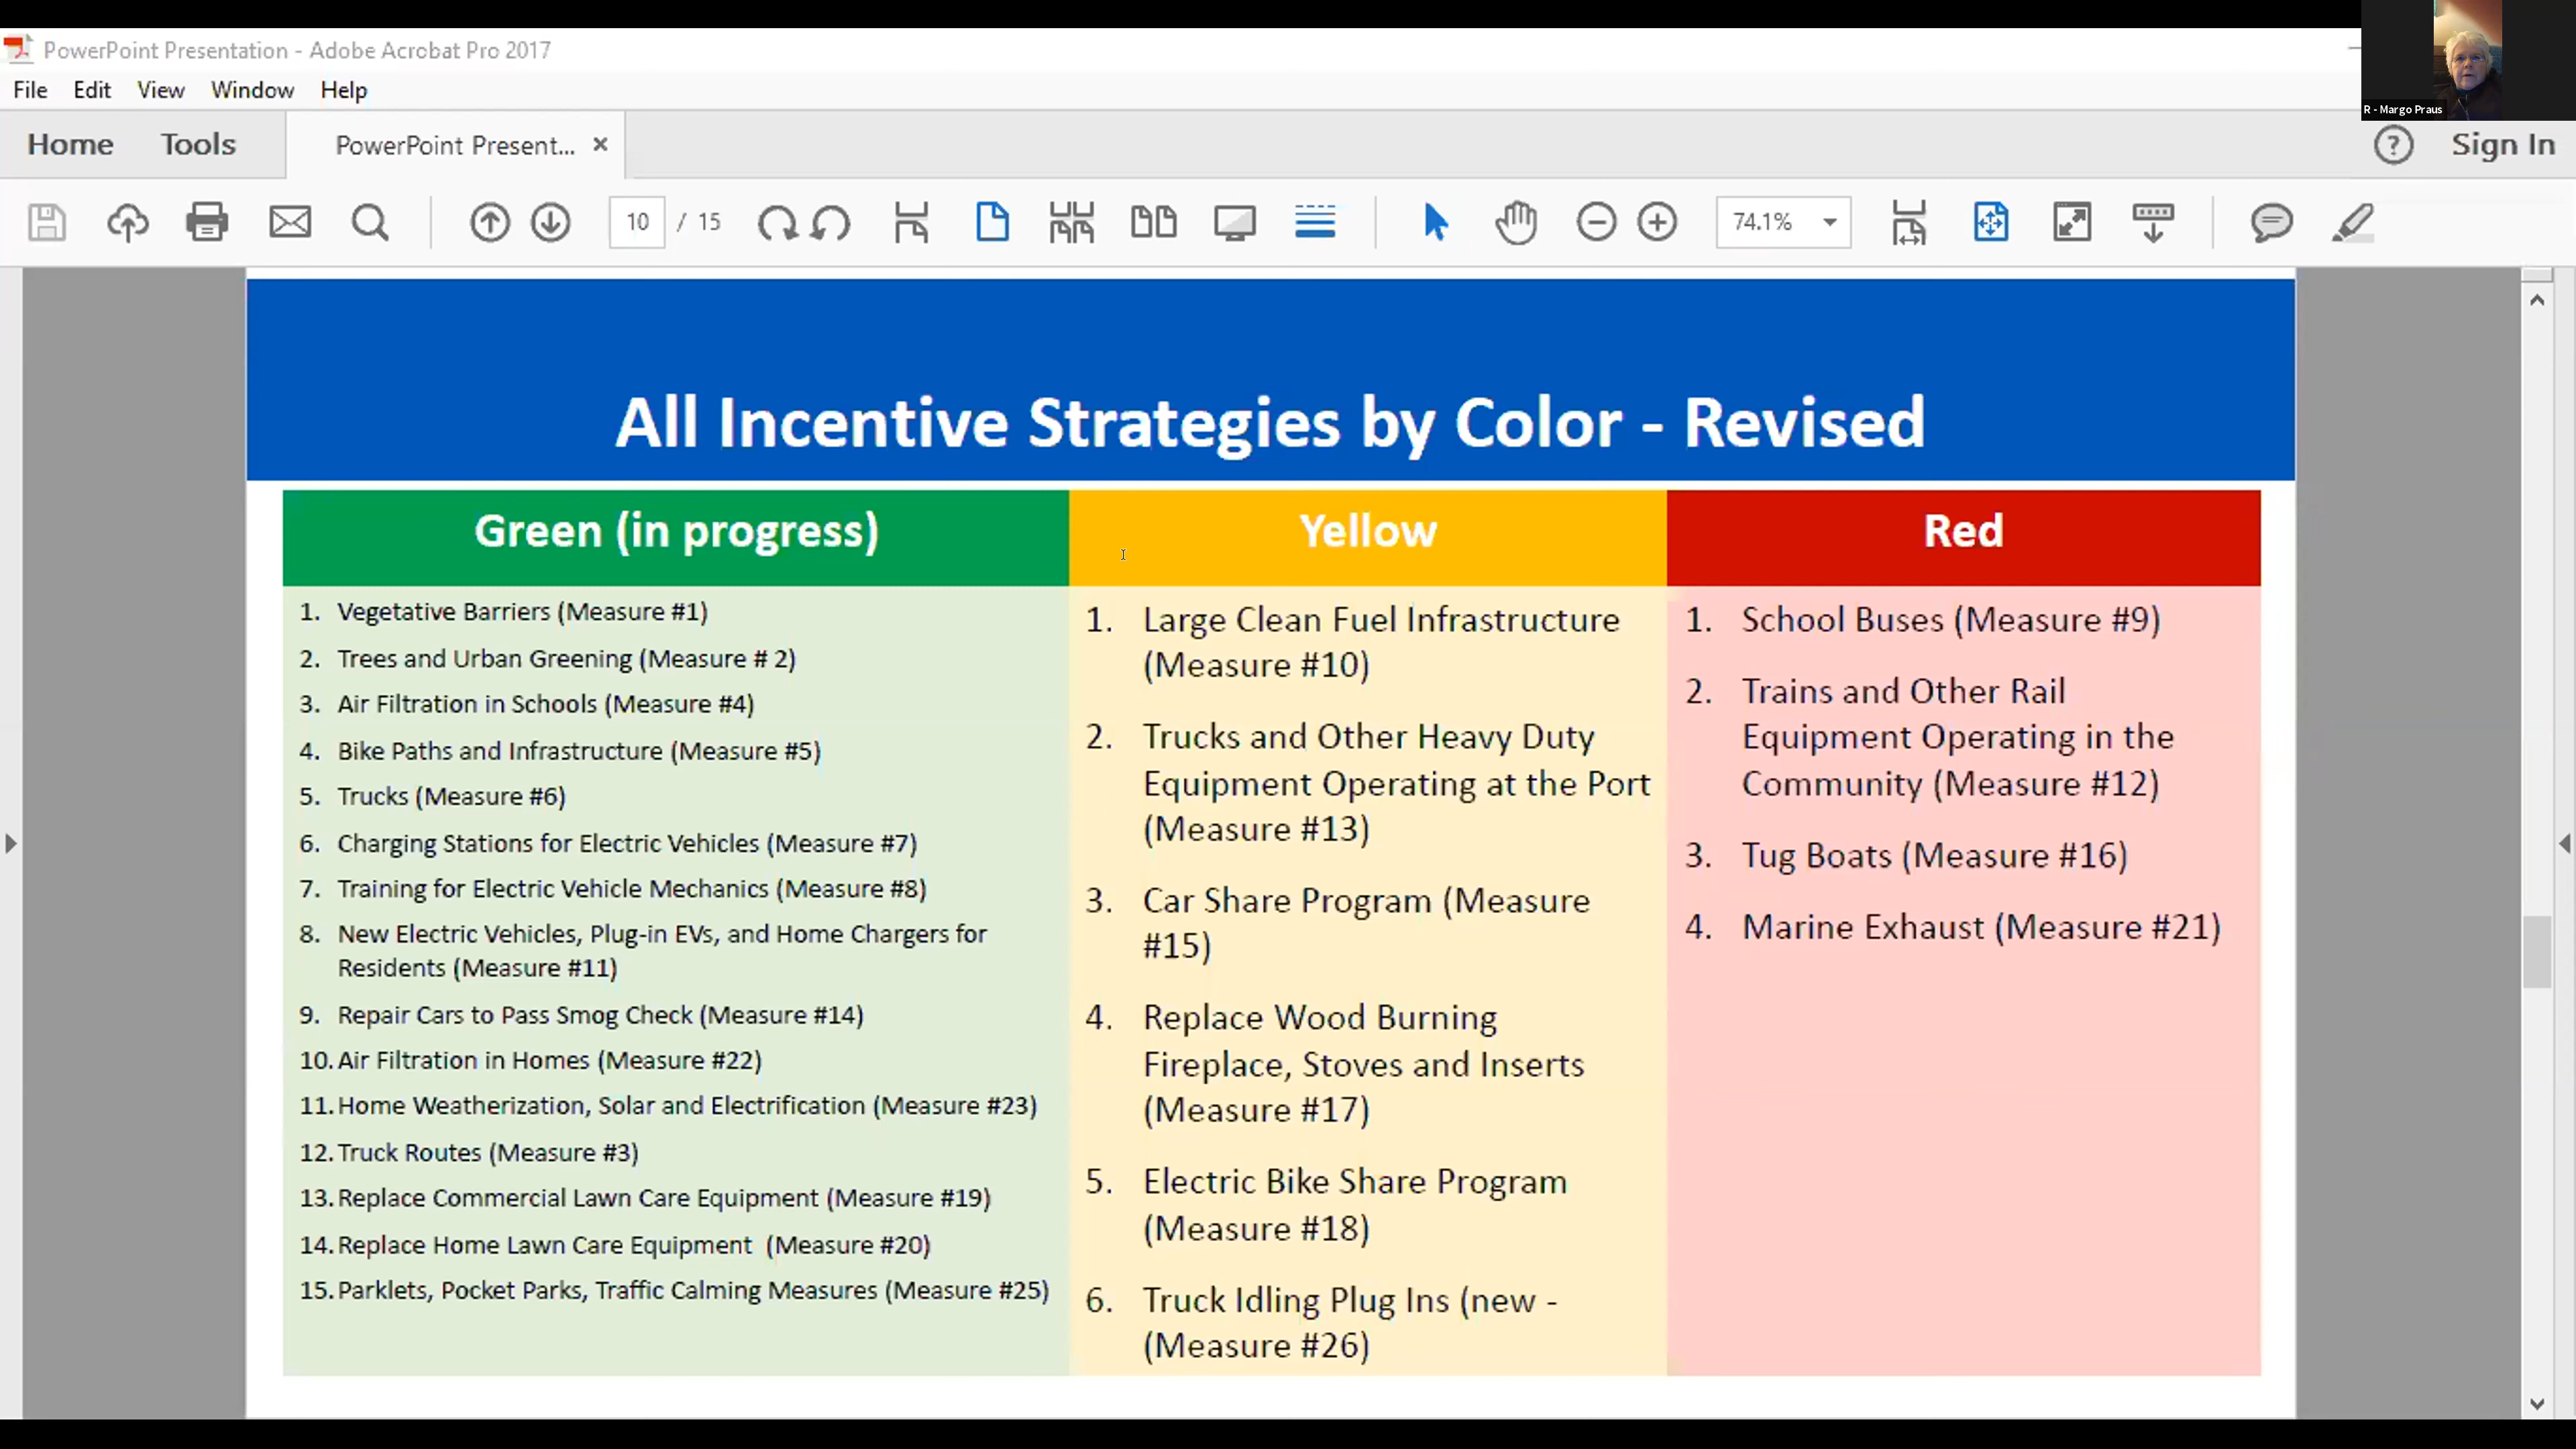 PowerPoint Presentation - Adobe Acrobat Pro 2017
R - Margo Praus
File Edit View Window Help
Home Tools PowerPoint Present... Sign In
10 / 15 74.1%
All Incentive Strategies by Color - Revised
Green (in progress)
1. Vegetative Barriers (Measure #1)
2. Trees and Urban Greening (Measure # 2)
3. Air Filtration in Schools (Measure #4)
4. Bike Paths and Infrastructure (Measure #5)
5. Trucks (Measure #6)
6. Charging Stations for Electric Vehicles (Measure #7)
7. Training for Electric Vehicle Mechanics (Measure #8)
8. New Electric Vehicles, Plug-in EVs, and Home Chargers for
Residents (Measure #11)
9. Repair Cars to Pass Smog Check (Measure #14)
10. Air Filtration in Homes (Measure #22)
11. Home Weatherization, Solar and Electrification (Measure #23)
12. Truck Routes (Measure #3)
13. Replace Commercial Lawn Care Equipment (Measure #19)
14. Replace Home Lawn Care Equipment (Measure #20)
15. Parklets, Pocket Parks, Traffic Calming Measures (Measure #25)
Yellow
1. Large Clean Fuel Infrastructure
(Measure #10)
2. Trucks and Other Heavy Duty
Equipment Operating at the Port
(Measure #13)
3. Car Share Program (Measure
#15)
4. Replace Wood Burning
Fireplace, Stoves and Inserts
(Measure #17)
5. Electric Bike Share Program
(Measure #18)
6. Truck Idling Plug Ins (new -
(Measure #26)
Red
1. School Buses (Measure #9)
2. Trains and Other Rail
Equipment Operating in the
Community (Measure #12)
3. Tug Boats (Measure #16)
4. Marine Exhaust (Measure #21)